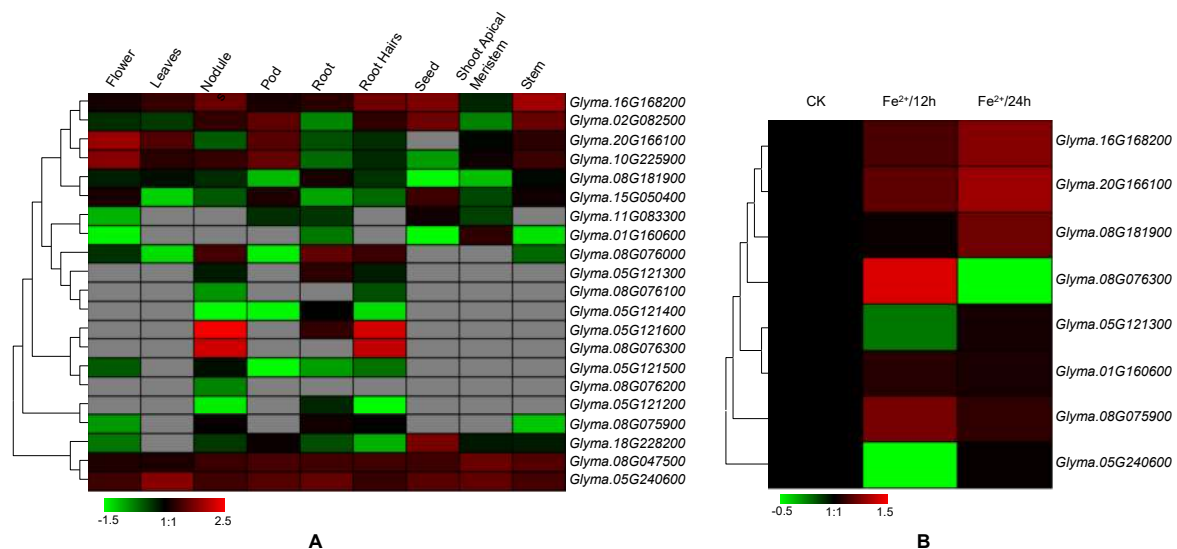 Flower
Leaves
Nodules
Pod
Root
Root Hairs
Seed
Shoot Apical
Meristem
Stem
Glyma.16G168200
Glyma.02G082500
Glyma.20G166100
Glyma.10G225900
Glyma.08G181900
Glyma.15G050400
Glyma.11G083300
Glyma.01G160600
Glyma.08G076000
Glyma.05G121300
Glyma.08G076100
Glyma.05G121400
Glyma.05G121600
Glyma.08G076300
Glyma.05G121500
Glyma.08G076200
Glyma.05G121200
Glyma.08G075900
Glyma.18G228200
Glyma.08G047500
Glyma.05G240600
-1.5 1:1 2.5
A
CK Fe²⁺/12h Fe²⁺/24h
Glyma.16G168200
Glyma.20G166100
Glyma.08G181900
Glyma.08G076300
Glyma.05G121300
Glyma.01G160600
Glyma.08G075900
Glyma.05G240600
-0.5 1:1 1.5
B